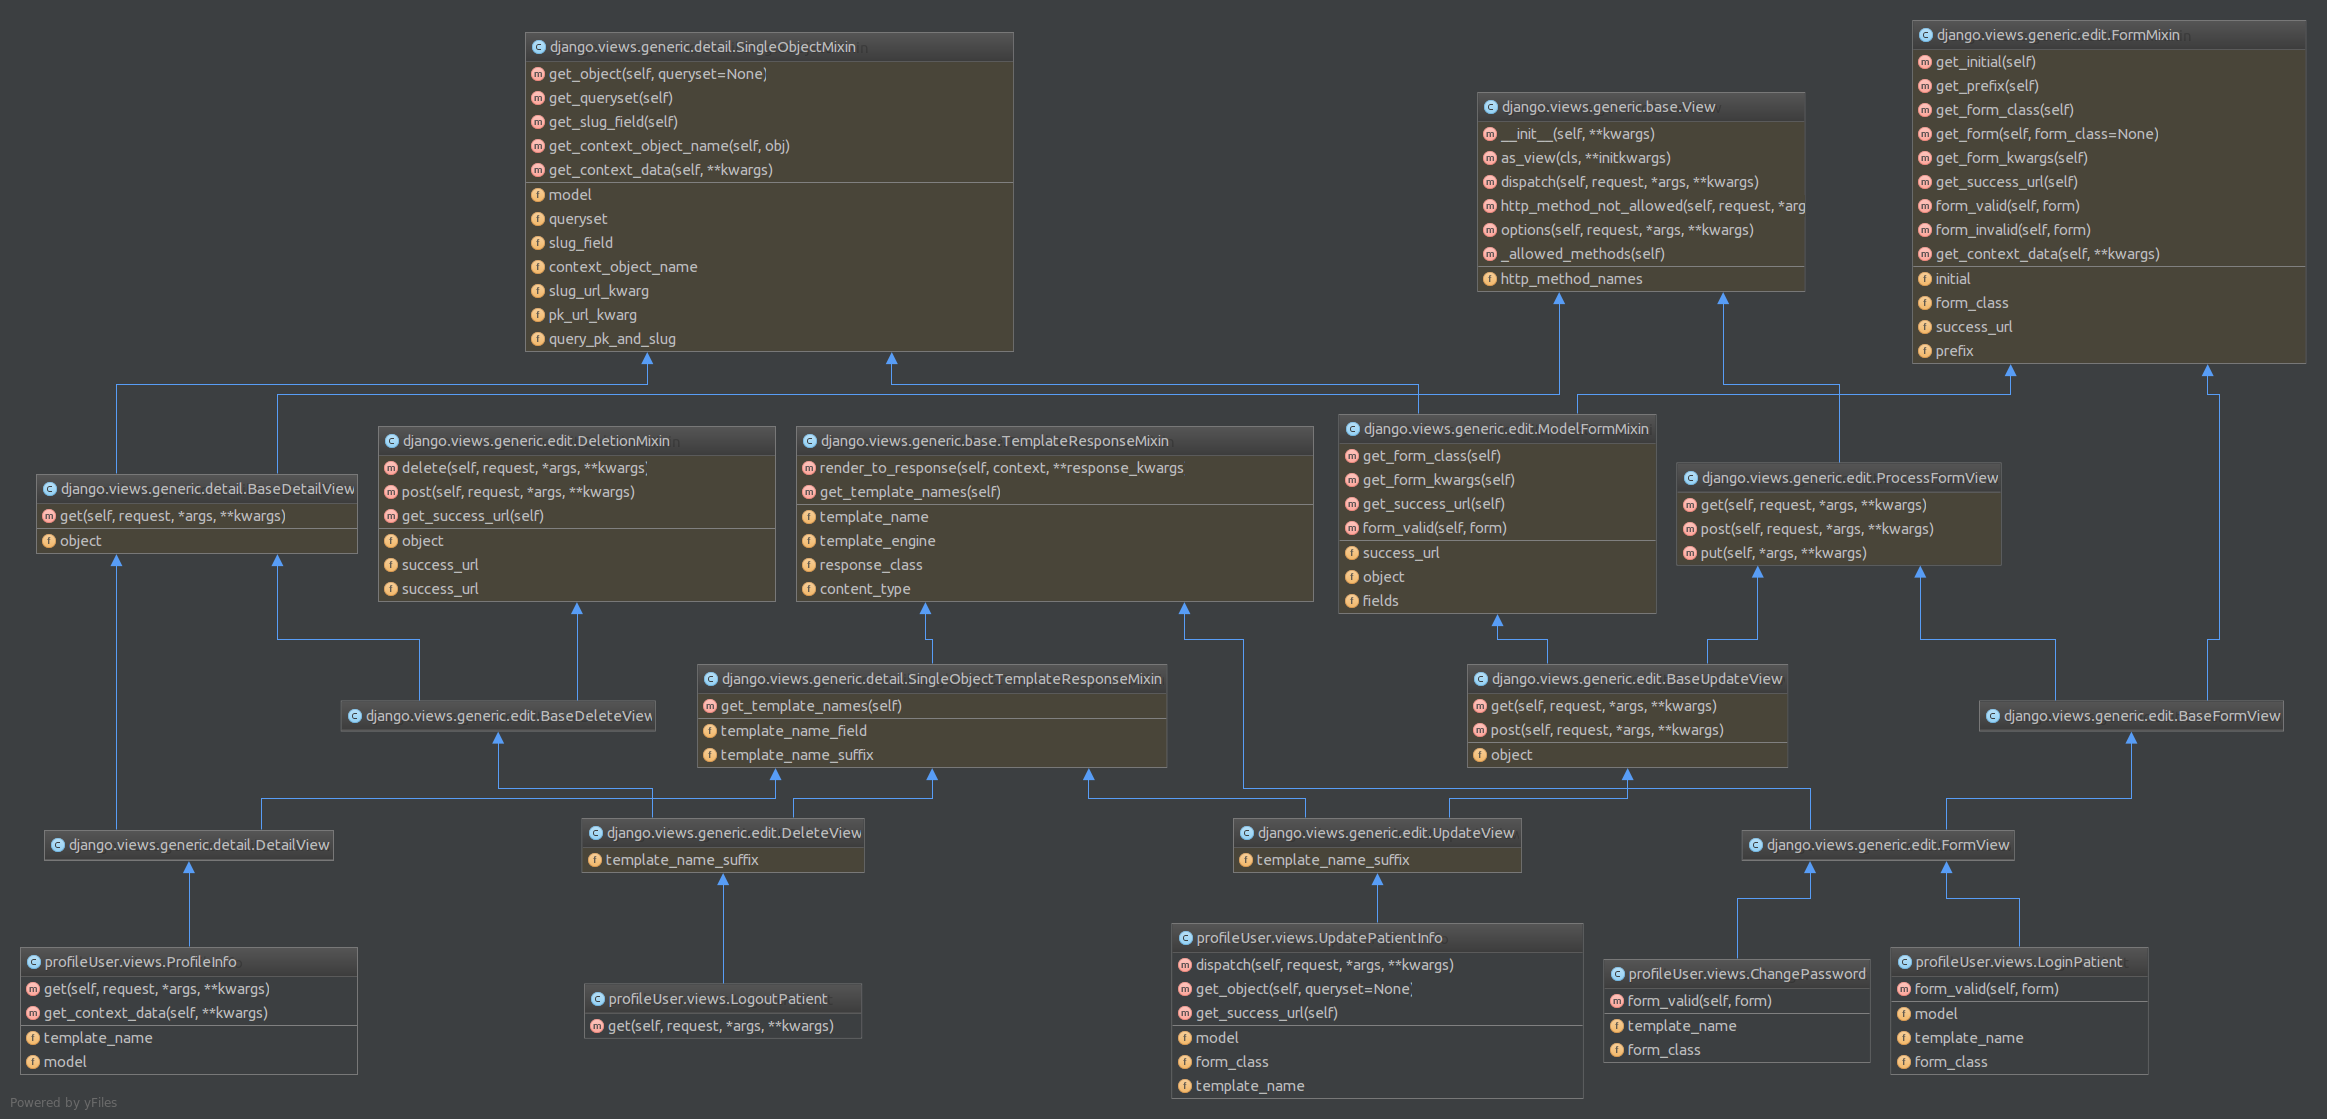 django.views.generic.detail.SingleObjectMixin
get_object(self, queryset=None)
get_queryset(self)
get_slug_field(self)
get_context_object_name(self, obj)
get_context_data(self, **kwargs)
model
queryset
slug_field
context_object_name
slug_url_kwarg
pk_url_kwarg
query_pk_and_slug
django.views.generic.base.View
__init__(self, **kwargs)
as_view(cls, **initkwargs)
dispatch(self, request, *args, **kwargs)
http_method_not_allowed(self, request, *arg
options(self, request, *args, **kwargs)
_allowed_methods(self)
http_method_names
django.views.generic.edit.FormMixin
get_initial(self)
get_prefix(self)
get_form_class(self)
get_form(self, form_class=None)
get_form_kwargs(self)
get_success_url(self)
form_valid(self, form)
form_invalid(self, form)
get_context_data(self, **kwargs)
initial
form_class
success_url
prefix
django.views.generic.detail.BaseDetailView
get(self, request, *args, **kwargs)
object
django.views.generic.edit.DeletionMixin
delete(self, request, *args, **kwargs)
post(self, request, *args, **kwargs)
get_success_url(self)
object
success_url
success_url
django.views.generic.base.TemplateResponseMixin
render_to_response(self, context, **response_kwargs
get_template_names(self)
template_name
template_engine
response_class
content_type
django.views.generic.edit.ModelFormMixin
get_form_class(self)
get_form_kwargs(self)
get_success_url(self)
form_valid(self, form)
success_url
object
fields
django.views.generic.edit.ProcessFormView
get(self, request, *args, **kwargs)
post(self, request, *args, **kwargs)
put(self, *args, **kwargs)
django.views.generic.edit.BaseDeleteView
django.views.generic.detail.SingleObjectTemplateResponseMixin
get_template_names(self)
template_name_field
template_name_suffix
django.views.generic.edit.BaseUpdateView
get(self, request, *args, **kwargs)
post(self, request, *args, **kwargs)
object
django.views.generic.edit.BaseFormView
django.views.generic.detail.DetailView
django.views.generic.edit.DeleteView
template_name_suffix
django.views.generic.edit.UpdateView
template_name_suffix
django.views.generic.edit.FormView
profileUser.views.ProfileInfo
get(self, request, *args, **kwargs)
get_context_data(self, **kwargs)
template_name
model
profileUser.views.LogoutPatient
get(self, request, *args, **kwargs)
profileUser.views.UpdatePatientInfo
dispatch(self, request, *args, **kwargs)
get_object(self, queryset=None)
get_success_url(self)
model
form_class
template_name
profileUser.views.ChangePassword
form_valid(self, form)
template_name
form_class
profileUser.views.LoginPatient
form_valid(self, form)
model
template_name
form_class
Powered by yFiles